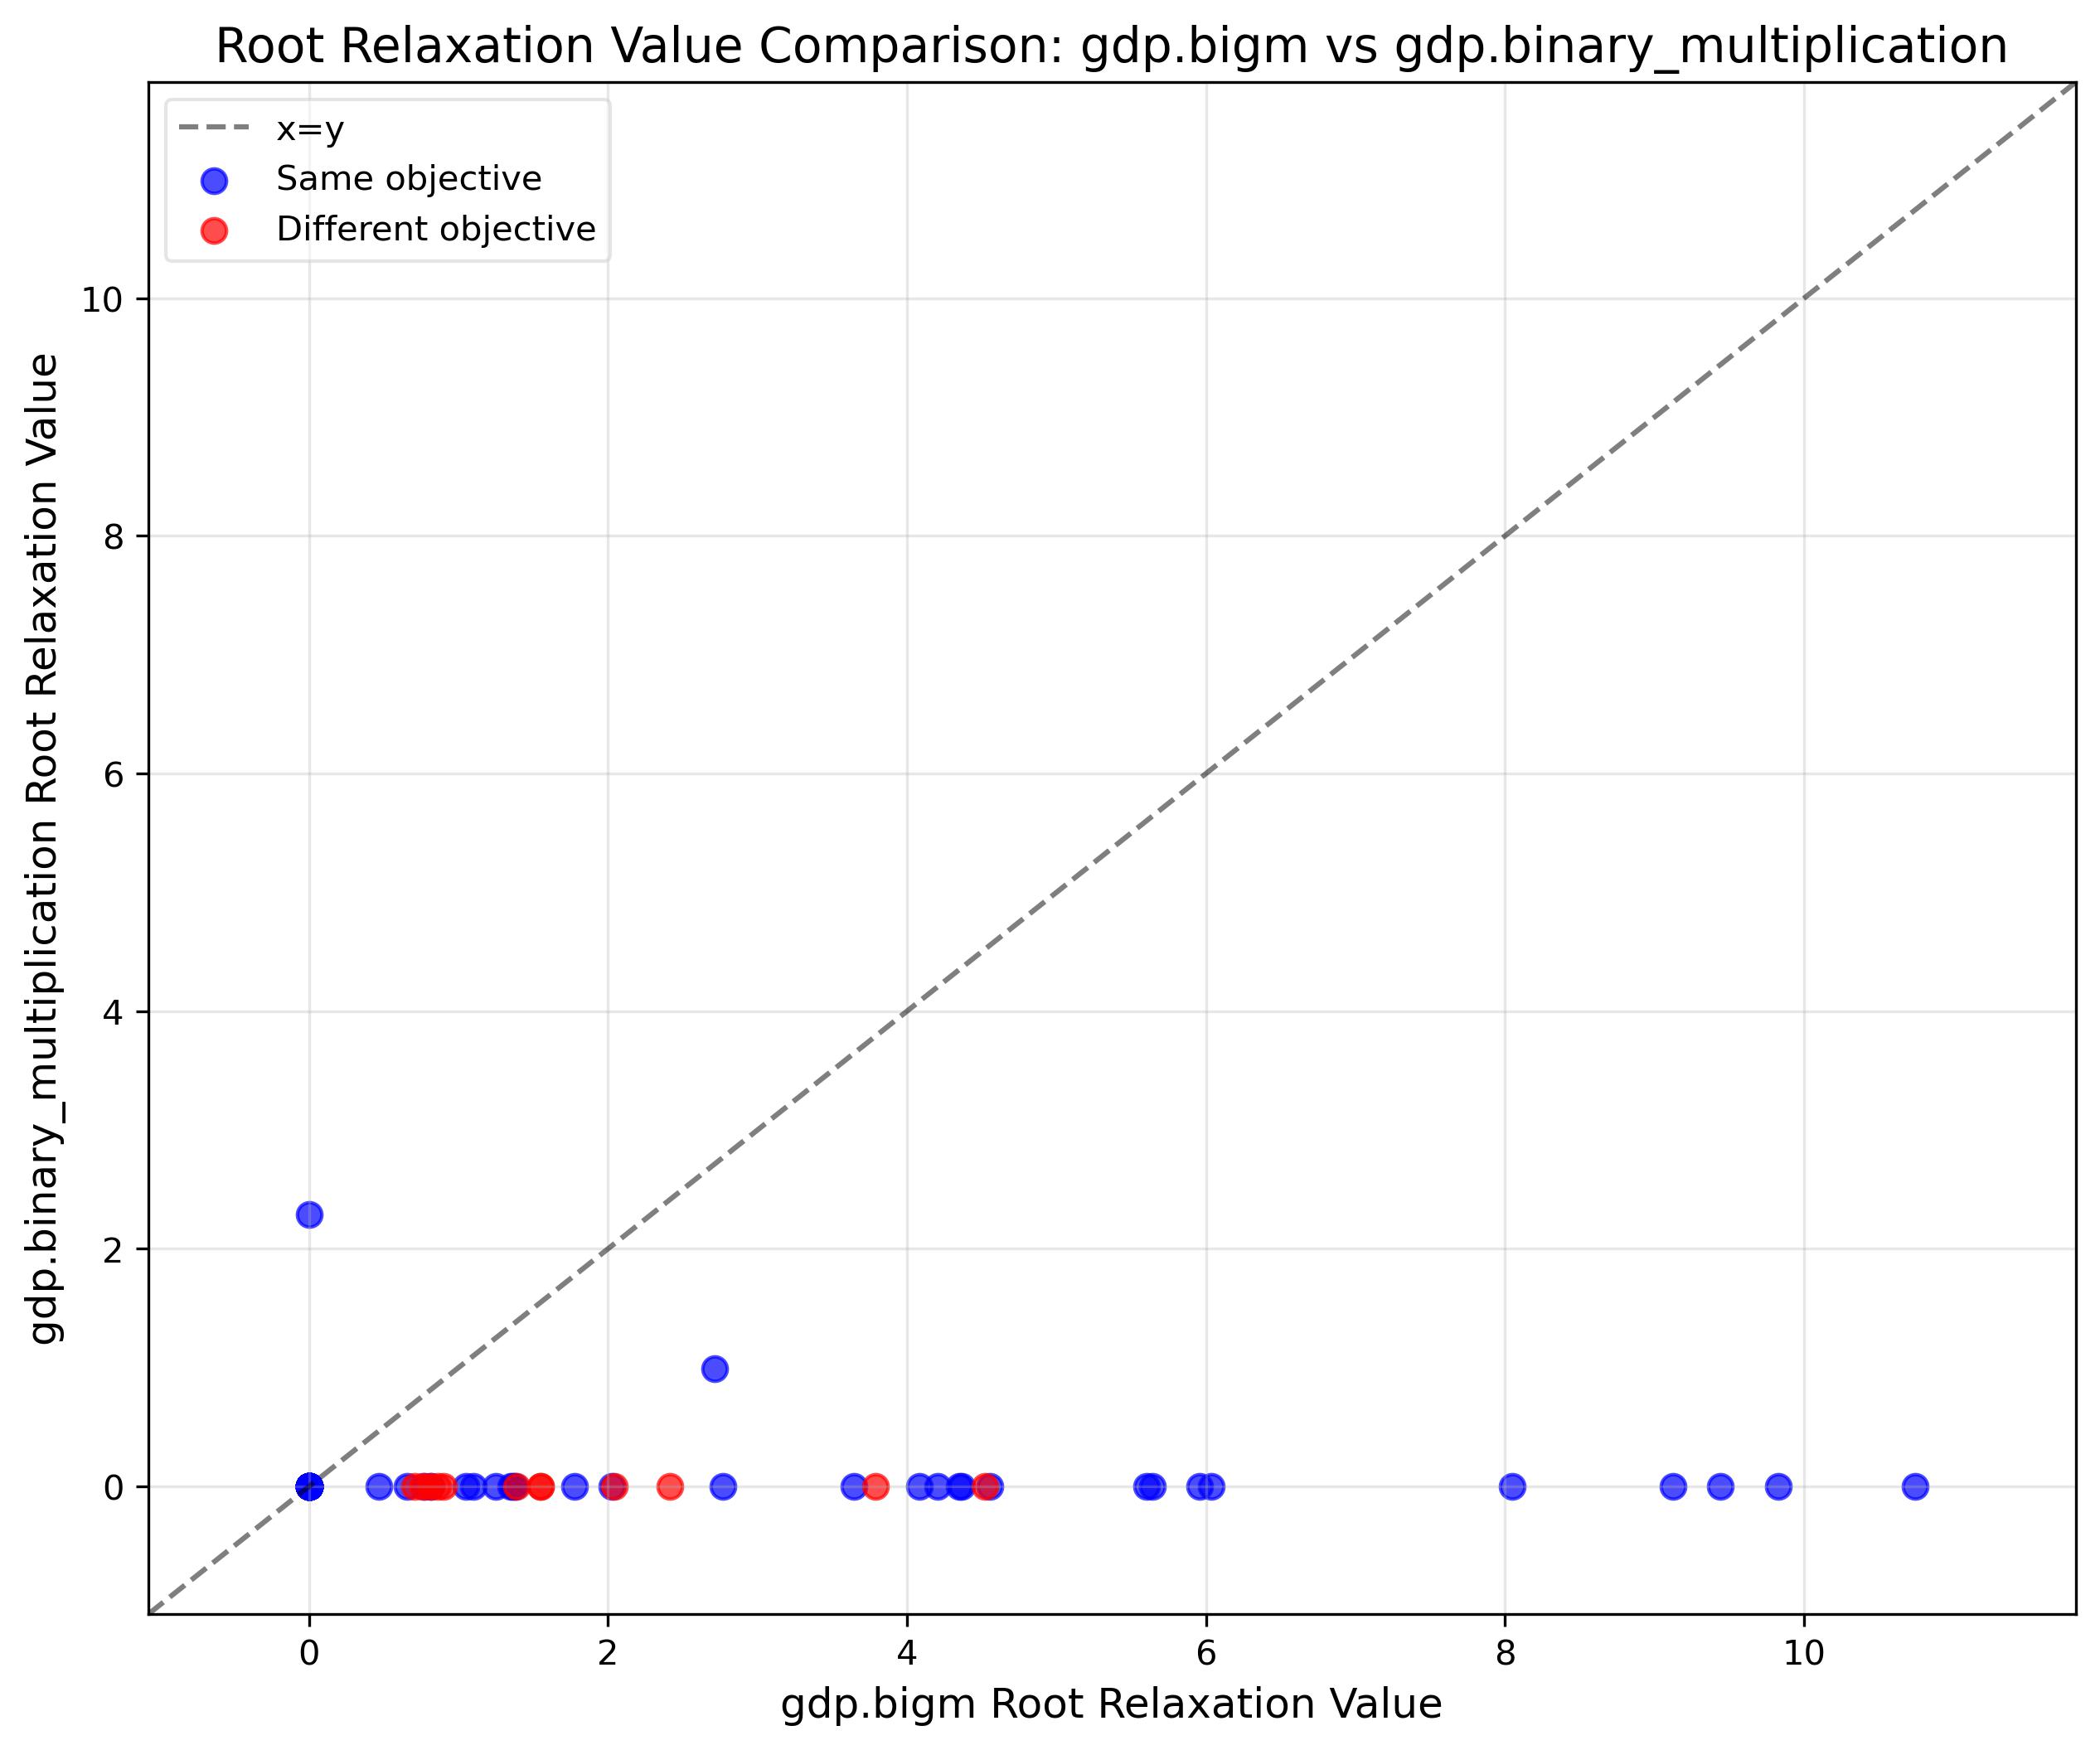 Root Relaxation Value Comparison: gdp.bigm vs gdp.binary_multiplication
x=y
Same objective
Different objective
gdp.binary_multiplication Root Relaxation Value
10
8
6
4
2
0
0 2 4 6 8 10
gdp.bigm Root Relaxation Value